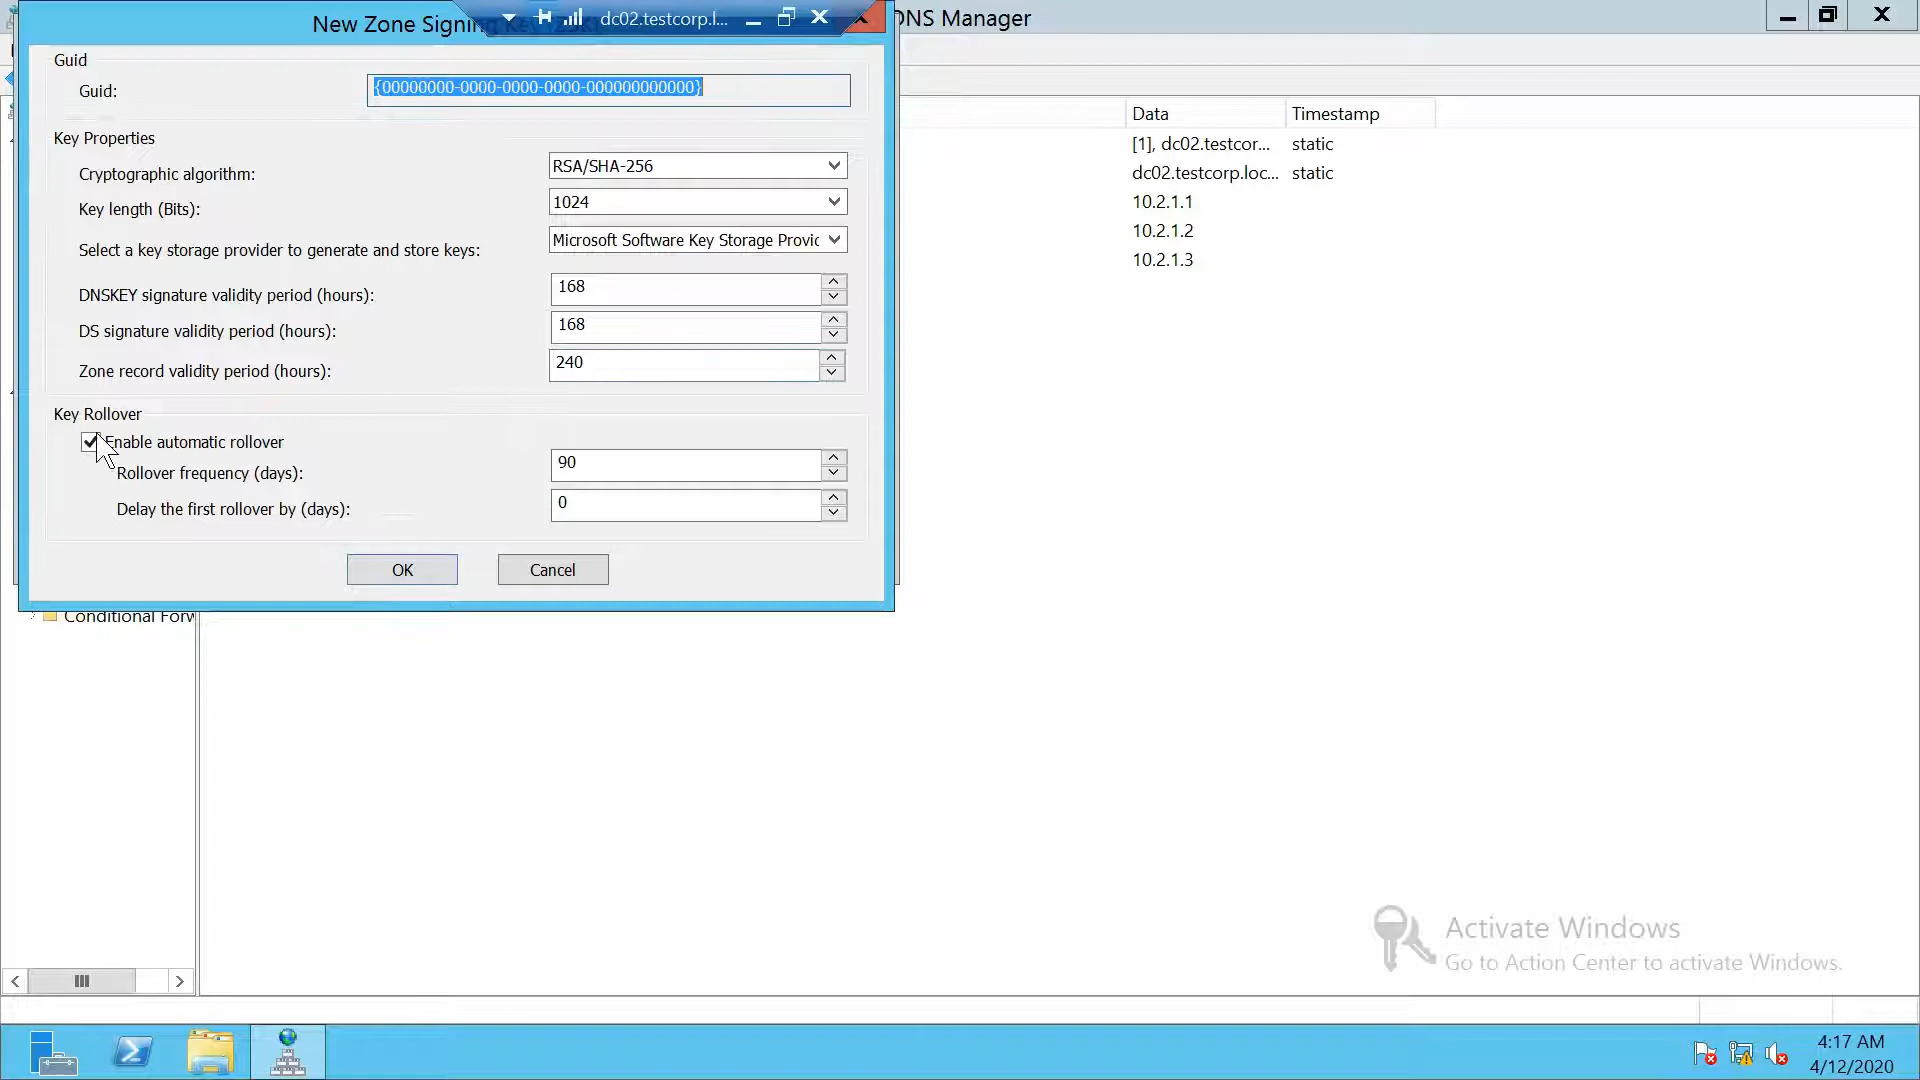 New Zone Signing Key (ZSK)
dc02.testcorp.l...
DNS Manager
Guid
Guid:
{00000000-0000-0000-0000-000000000000}
Key Properties
Cryptographic algorithm:
RSA/SHA-256
Key length (Bits):
1024
Select a key storage provider to generate and store keys:
Microsoft Software Key Storage Provic
DNSKEY signature validity period (hours):
168
DS signature validity period (hours):
168
Zone record validity period (hours):
240
Key Rollover
Enable automatic rollover
Rollover frequency (days):
90
Delay the first rollover by (days):
0
OK
Cancel
Data
Timestamp
[1], dc02.testcor...
static
dc02.testcorp.loc...
static
10.2.1.1
10.2.1.2
10.2.1.3
Conditional Forw
Activate Windows
Go to Action Center to activate Windows.
4:17 AM
4/12/2020